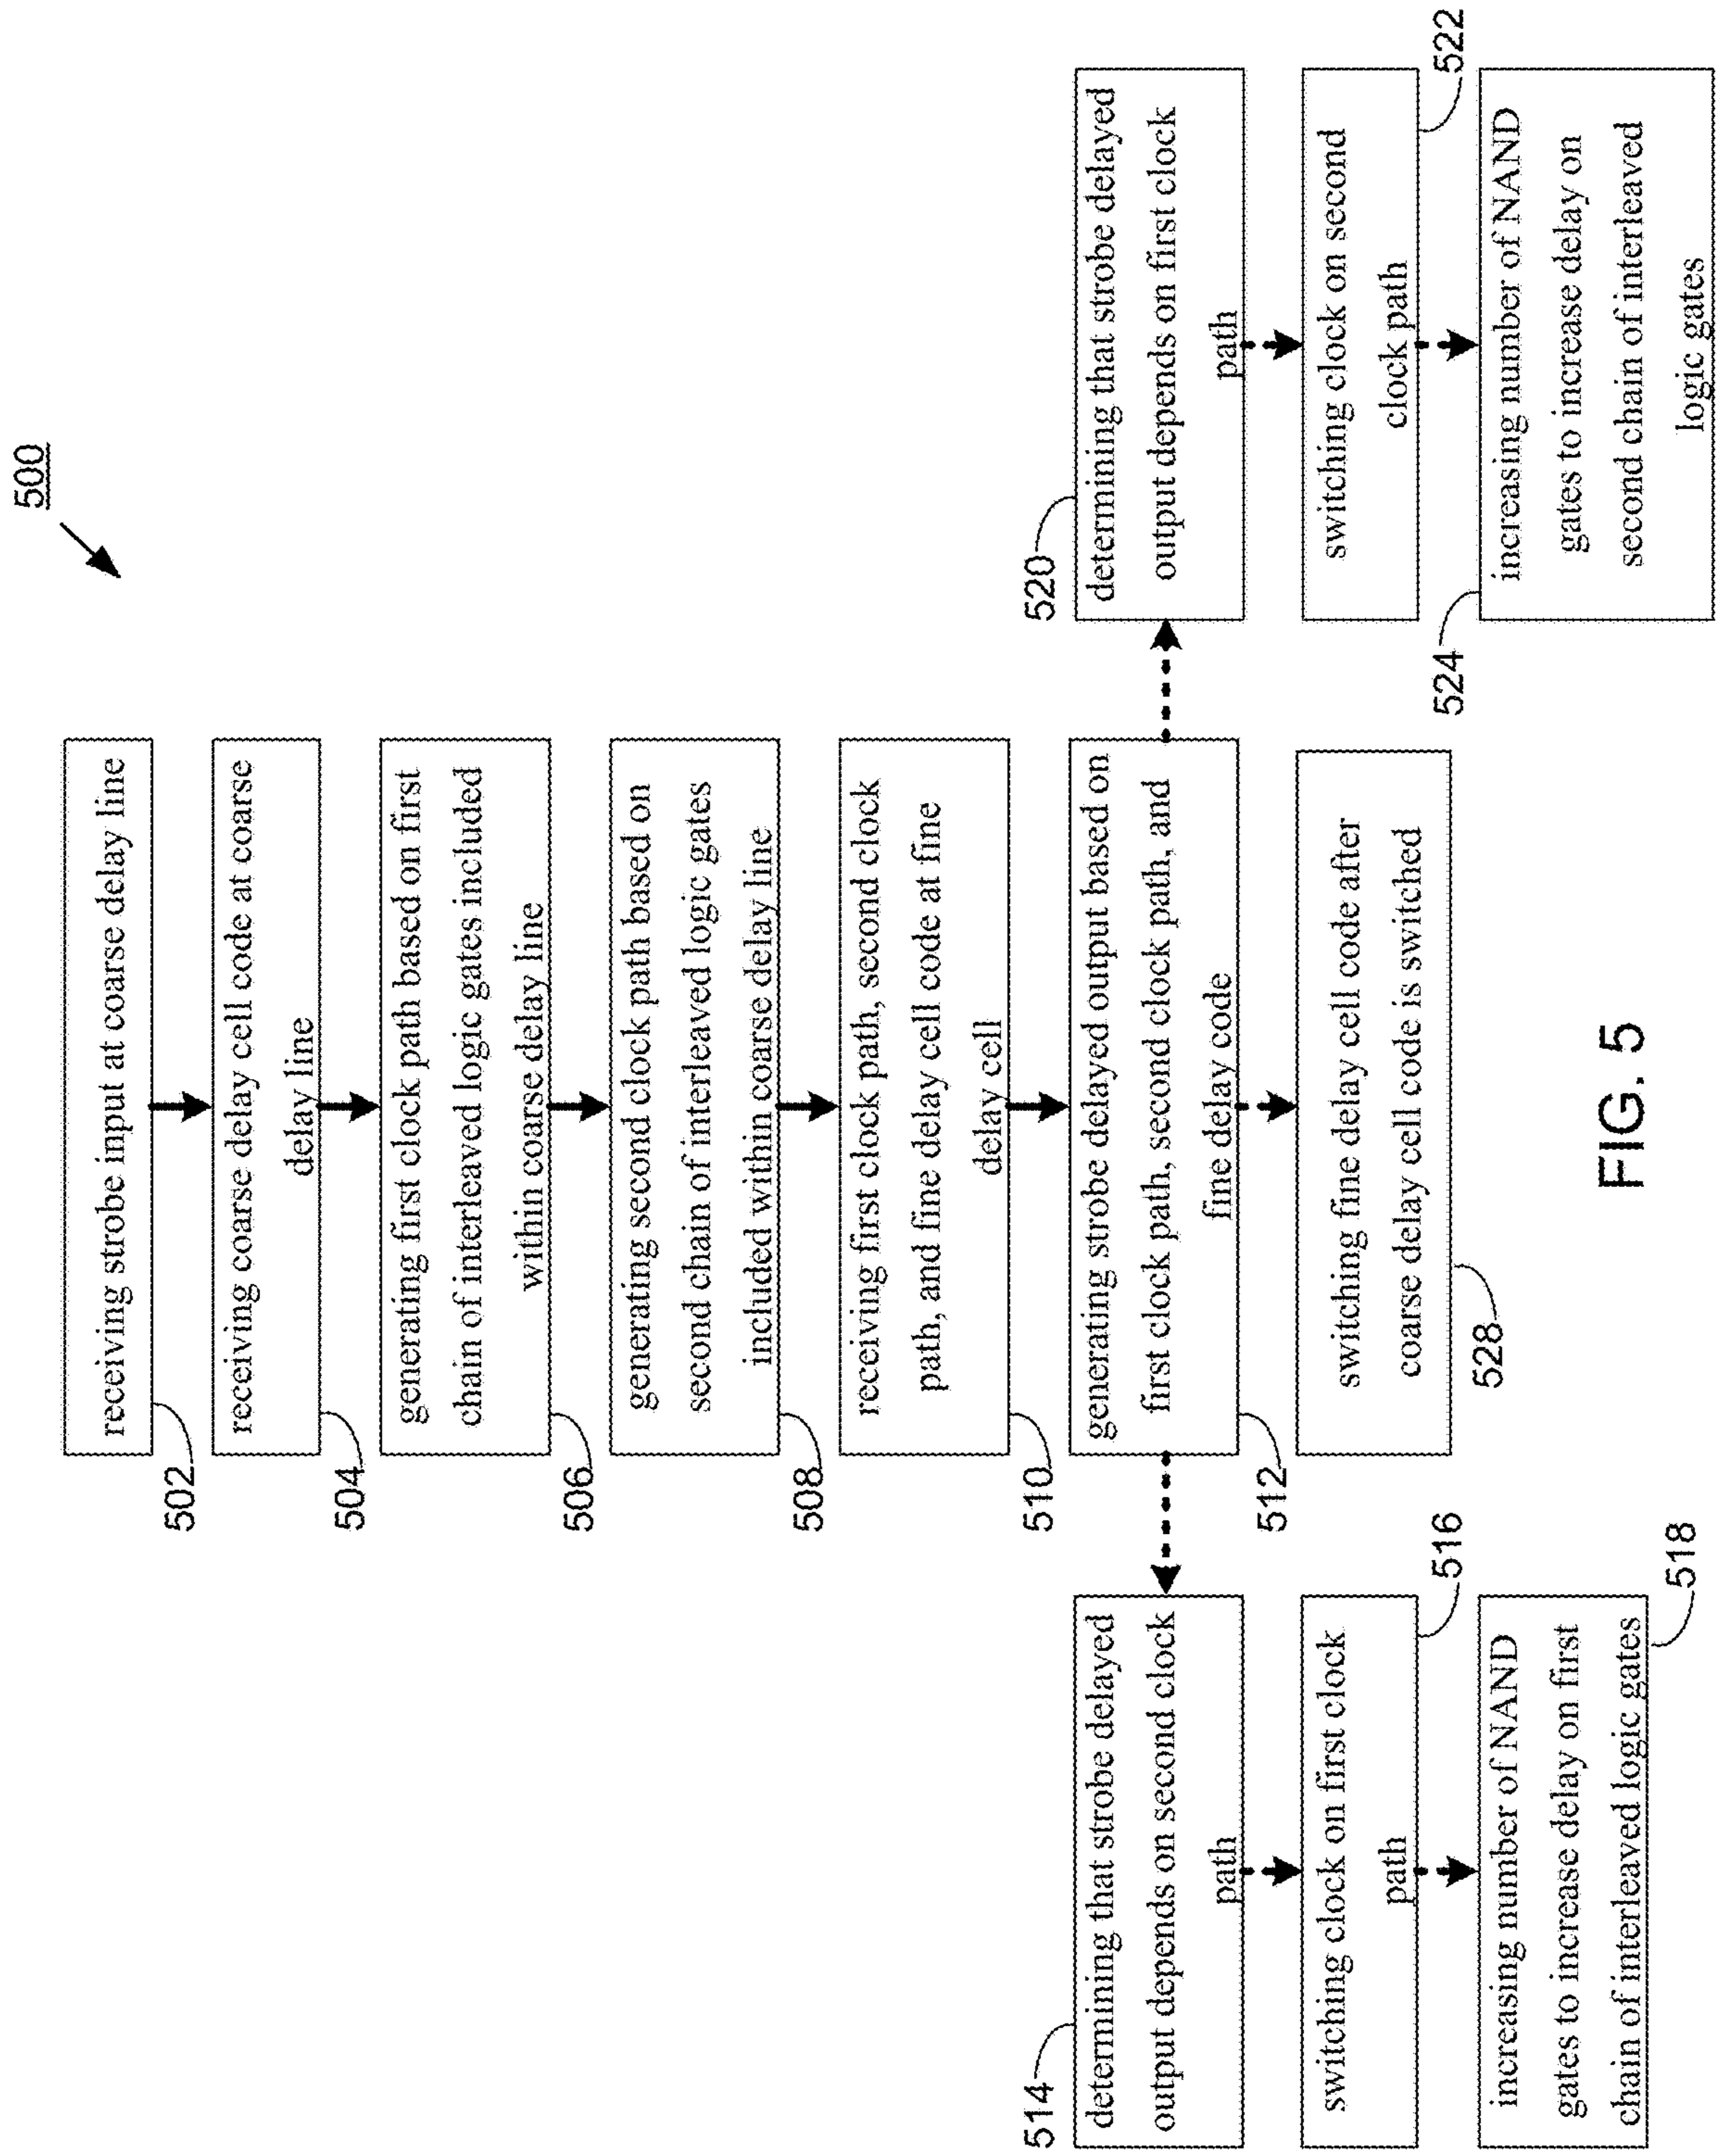 500
receiving strobe input at coarse delay line
502
receiving coarse delay cell code at coarse
delay line
504
generating first clock path based on first
chain of interleaved logic gates included
within coarse delay line
506
generating second clock path based on
second chain of interleaved logic gates
included within coarse delay line
508
receiving first clock path, second clock
path, and fine delay cell code at fine
delay cell
510
generating strobe delayed output based on
first clock path, second clock path, and
fine delay code
512
514
determining that strobe delayed
output depends on second clock
path
switching clock on first clock
path
516
increasing number of NAND
gates to increase delay on first
chain of interleaved logic gates
518
520
determining that strobe delayed
output depends on first clock
path
switching clock on second
clock path
522
524
increasing number of NAND
gates to increase delay on
second chain of interleaved
logic gates
switching fine delay cell code after
coarse delay cell code is switched
528
FIG. 5